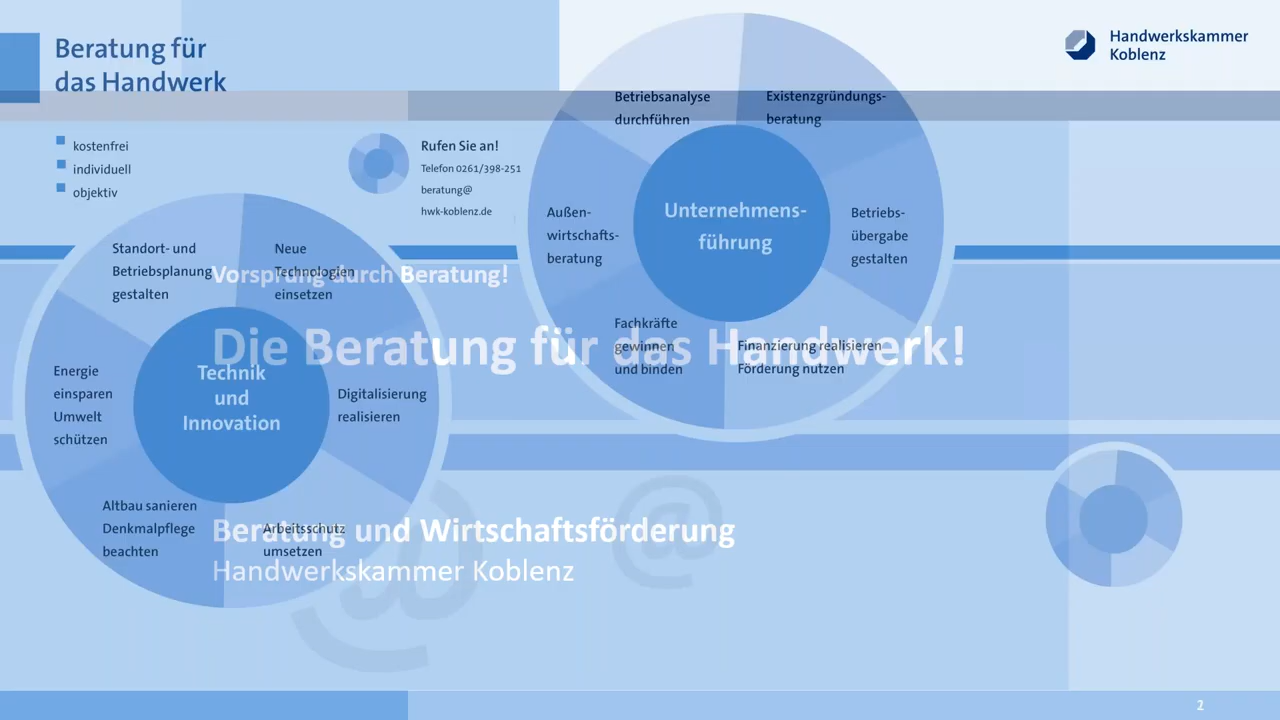 Beratung für
das Handwerk
Handwerkskammer
Koblenz
kostenfrei
individuell
objektiv
Rufen Sie an!
Telefon 0261/398-251
beratung@
hwk-koblenz.de
Betriebsanalyse
durchführen
Existenzgründungs-
beratung
Außen-
wirtschafts-
beratung
Unternehmens-
führung
Betriebs-
übergabe
gestalten
Fachkräfte
gewinnen
und binden
Finanzierung realisieren
Förderung nutzen
Standort- und
Betriebsplanung
gestalten
Neue
Technologien
einsetzen
Vorsprung durch Beratung!
Die Beratung für das Handwerk!
Energie
einsparen
Umwelt
schützen
Technik
und
Innovation
Digitalisierung
realisieren
Altbau sanieren
Denkmalpflege
beachten
Arbeitsschutz
umsetzen
Beratung und Wirtschaftsförderung
Handwerkskammer Koblenz
@
@
2